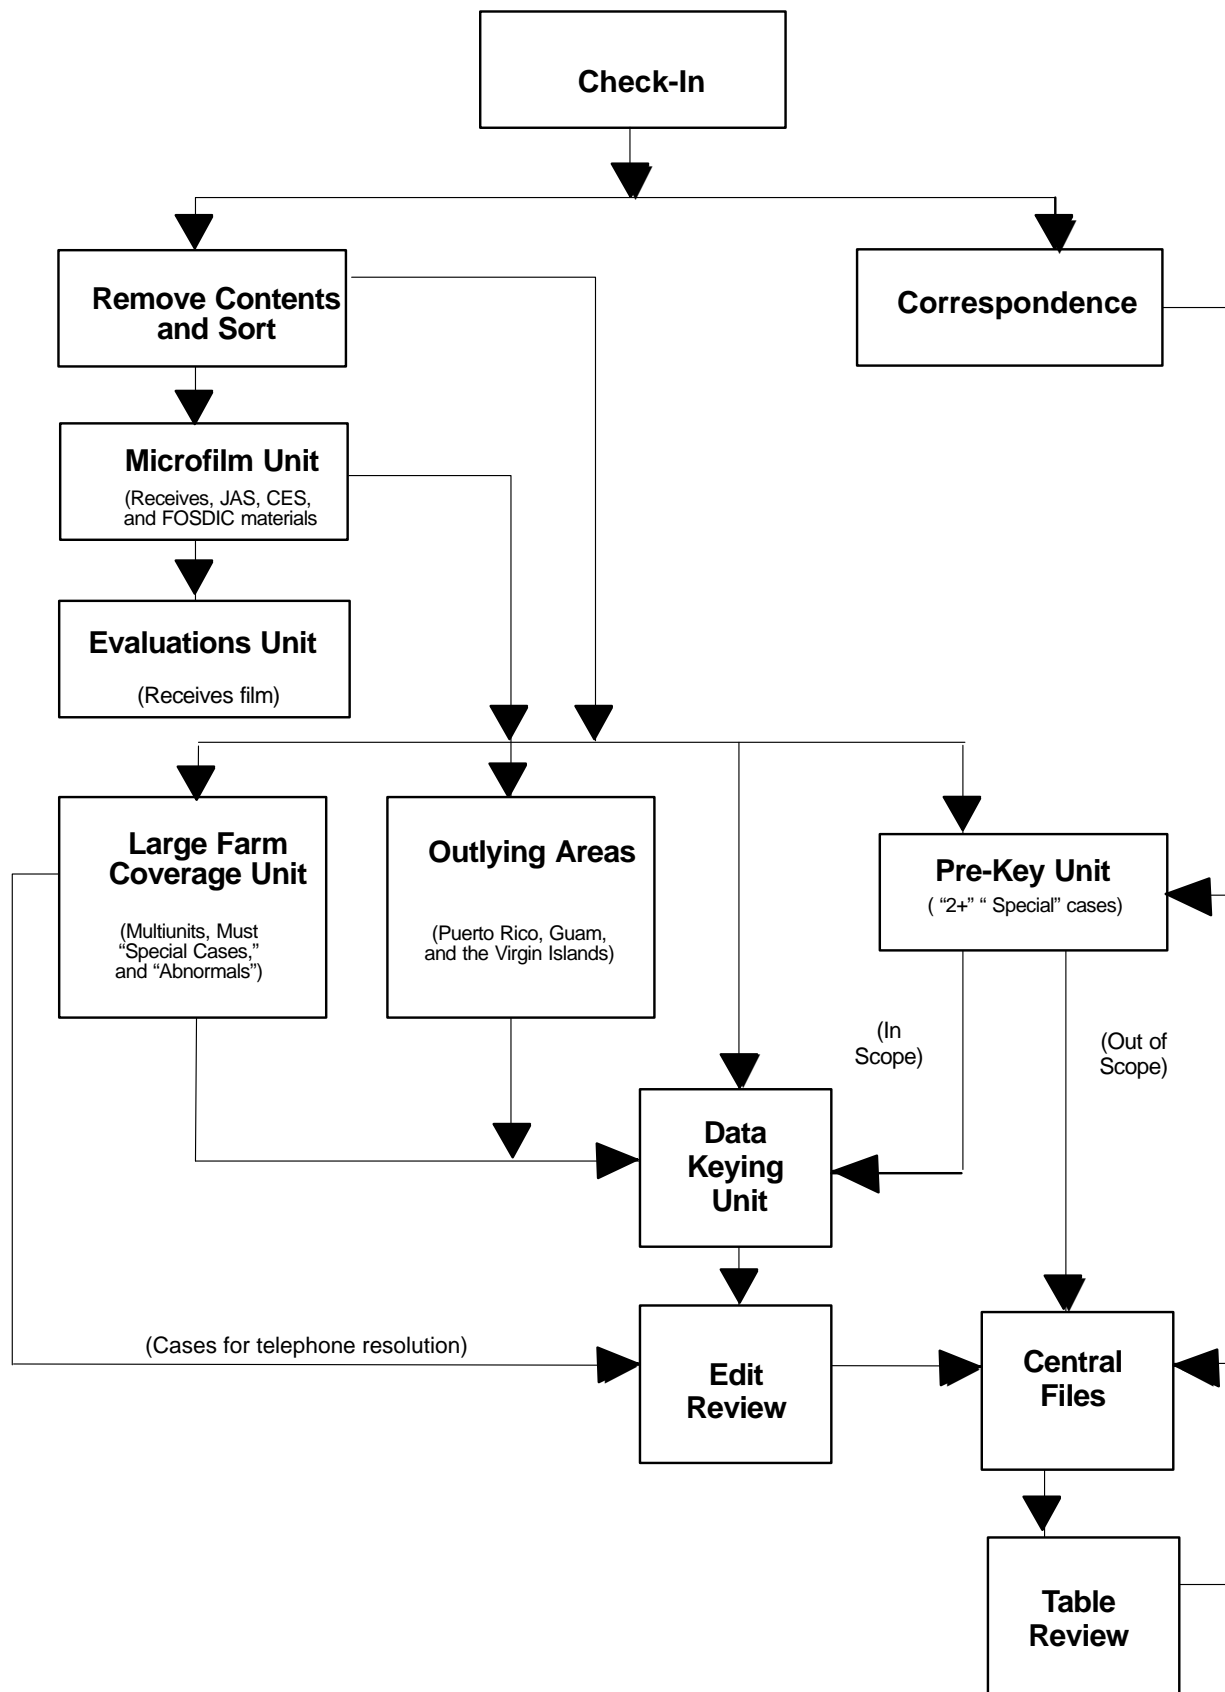 Check-In
Remove Contents
and Sort
Correspondence
Microfilm Unit
(Receives, JAS, CES,
and FOSDIC materials
Evaluations Unit
(Receives film)
Large Farm
Coverage Unit
(Multiunits, Must
“Special Cases,”
and “Abnormals”)
Outlying Areas
(Puerto Rico, Guam,
and the Virgin Islands)
Pre-Key Unit
( “2+” “ Special” cases)
(In
Scope)
(Out of
Scope)
Data
Keying
Unit
(Cases for telephone resolution)
Edit
Review
Central
Files
Table
Review